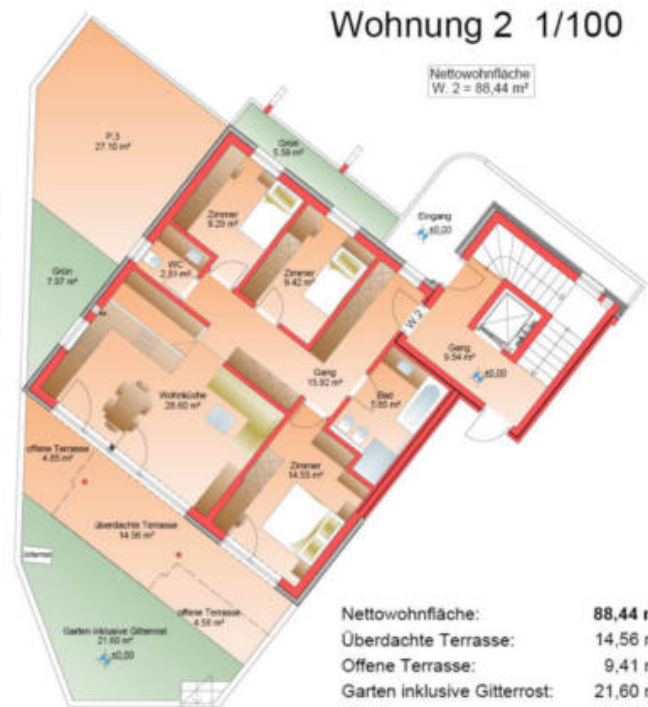 Wohnung 2 1/100
Nettowohnfläche
W. 2 = 88,44 m²
P.3
27.10 m²
Grün
5.59 m²
Eingang
±0,00
Zimmer
9.29 m²
Grün
7.97 m²
WC
2,81 m²
Zimmer
9.42 m²
W. 2
Gang
9.54 m²
±0,00
Gang
15.92 m²
Wohnküche
28.60 m²
Bad
offene Terrasse
4.85 m²
Zimmer
14.55 m²
überdachte Terrasse
14.56 m²
Gitterrost
offene Terrasse
4.56 m²
Garten inklusive Gitterrost:
21.60 m²
±0,00
Nettowohnfläche: 88,44 m
Überdachte Terrasse: 14,56 m
Offene Terrasse: 9,41 m
Garten inklusive Gitterrost: 21,60 m